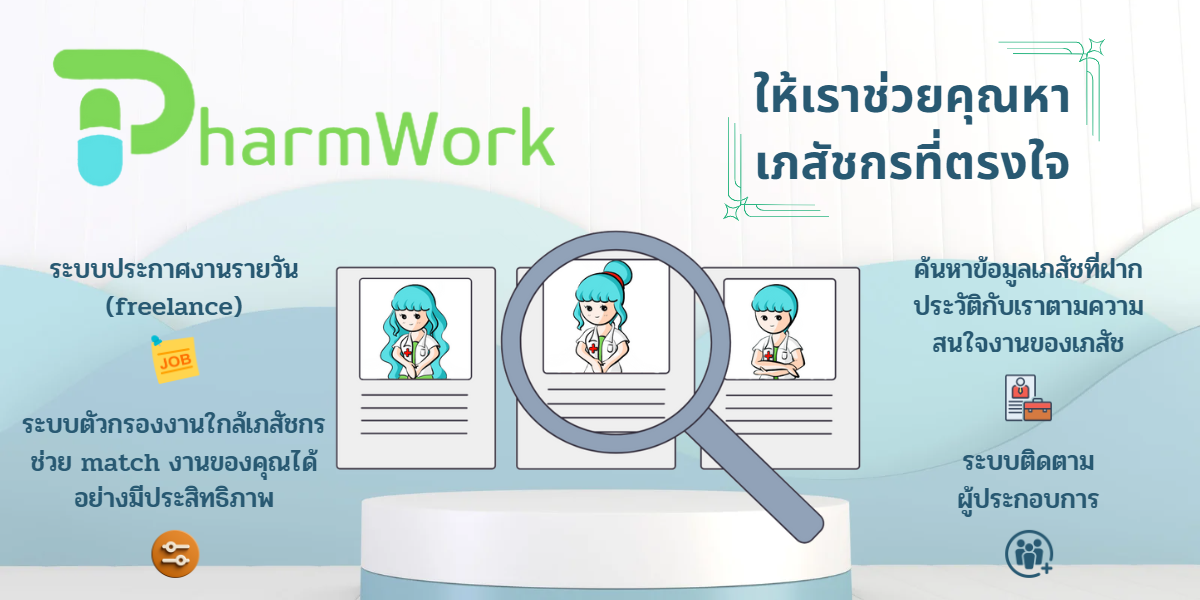 PharmWork
ให้เราช่วยคุณหา
เภสัชกรที่ตรงใจ
ระบบประกาศงานรายวัน
(freelance)
JOB
ระบบตัวกรองงานใกล้เภสัชกร
ช่วย match งานของคุณได้
อย่างมีประสิทธิภาพ
ค้นหาข้อมูลเภสัชที่ฝาก
ประวัติกับเราตามความ
สนใจงานของเภสัช
ระบบติดตาม
ผู้ประกอบการ